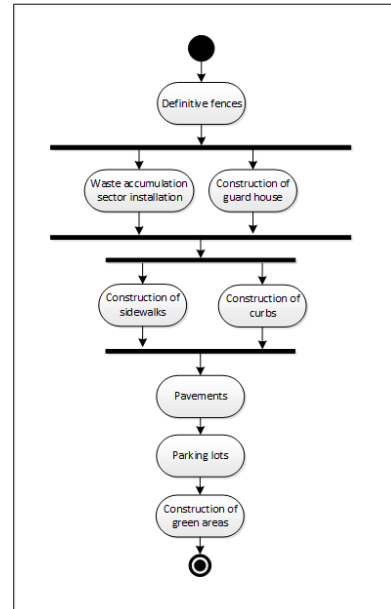 Definitive fences
Waste accumulation
sector installation
Construction of
guard house
Construction of
sidewalks
Construction of
curbs
Pavements
Parking lots
Construction of
green areas